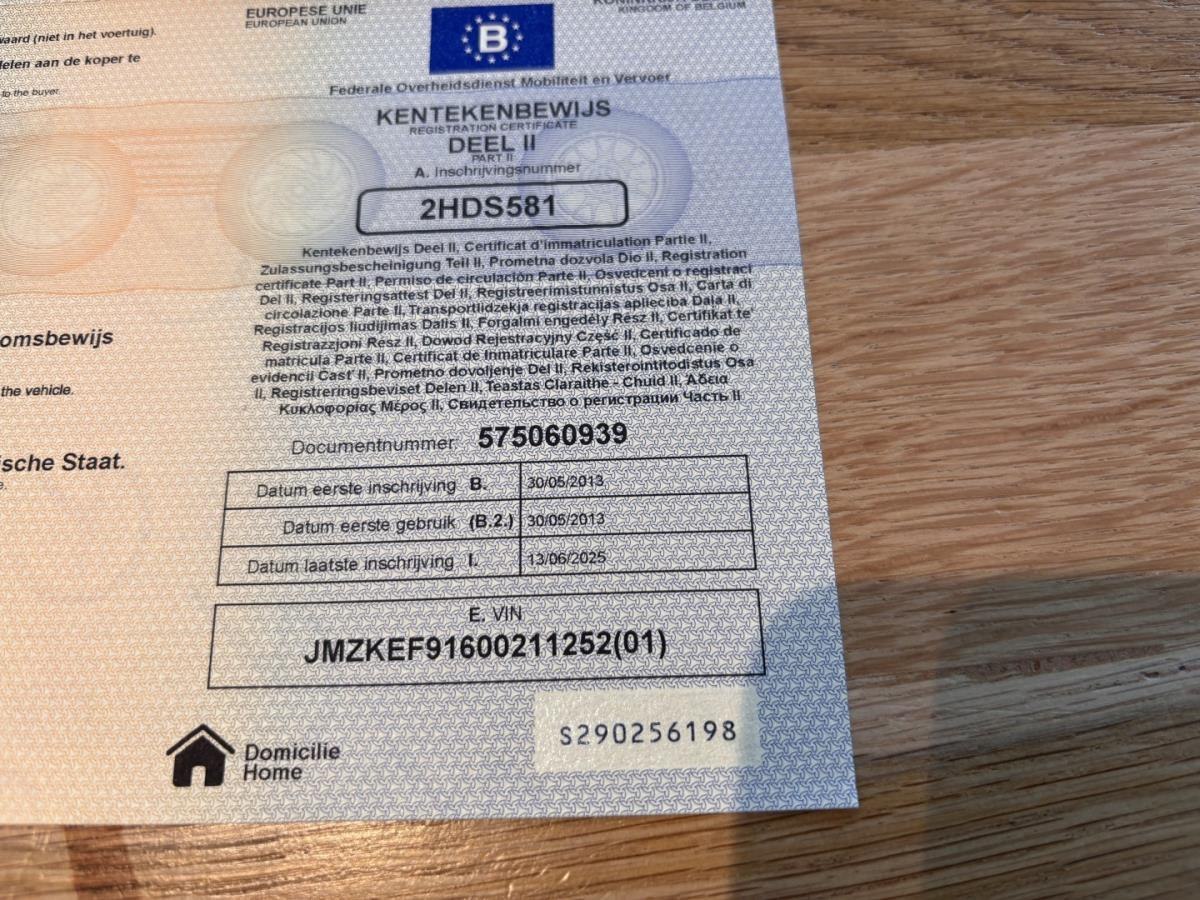 vaard (niet in het voertuig).
delen aan de koper te
to the buyer.
omsbewijs
the vehicle.
sche Staat.
EUROPESE UNIE
EUROPEAN UNION
B
KINGDOM OF BELGIUM
Federale Overheidsdienst Mobiliteit en Vervoer
KENTEKENBEWIJS
REGISTRATION CERTIFICATE
DEEL II
PART II
A. Inschrijvingsnummer
2HDS581
Kentekenbewijs Deel II, Certificat d'immatriculation Partie II,
Zulassungsbescheinigung Teil II, Prometna dozvola Dio II, Registration
certificate Part II, Permiso de circulación Parte II, Osvedcent o registraci
Del II, Registeringsattest Del II, Registreerimistunnistus Osa II, Carta di
circolazione Parte II, Transportlidzekja registracijas aplieciba Daja II,
Registracijos liudijimas Dalis II, Forgalmi engedély Resz II, Certifikat te'
Registrazzjoni Resz II, Dowod Rejestracyjny Część II, Certificado de
matricula Parte II, Certificat de Inmatriculare Parte II, Osvedcenie o
evidencii Cast' II, Prometno dovoljenje Del II, Rekisterointitodistus Osa
II, Registreringsbeviset Delen II, Teastas Claraithe - Chuid II, Άδεια
Κυκλοφορίας Μέρος II, Свидетельство о регистрации Часть II
Documentnummer: 575060939
Datum eerste inschrijving B. 30/05/2013
Datum eerste gebruik (B.2.) 30/05/2013
Datum laatste inschrijving I. 13/06/2025
E. VIN
JMZKEF91600211252(01)
S290256198
Domicilie
Home